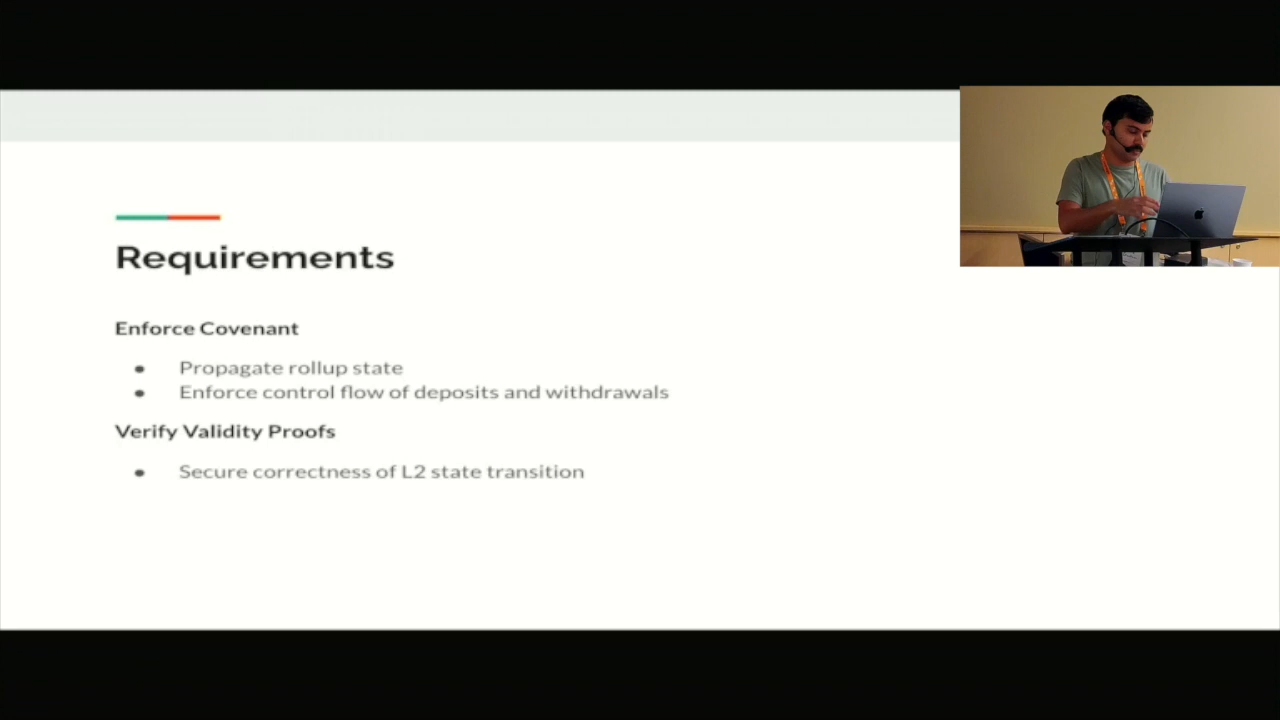 Requirements
Enforce Covenant
● Propagate rollup state
● Enforce control flow of deposits and withdrawals
Verify Validity Proofs
● Secure correctness of L2 state transition